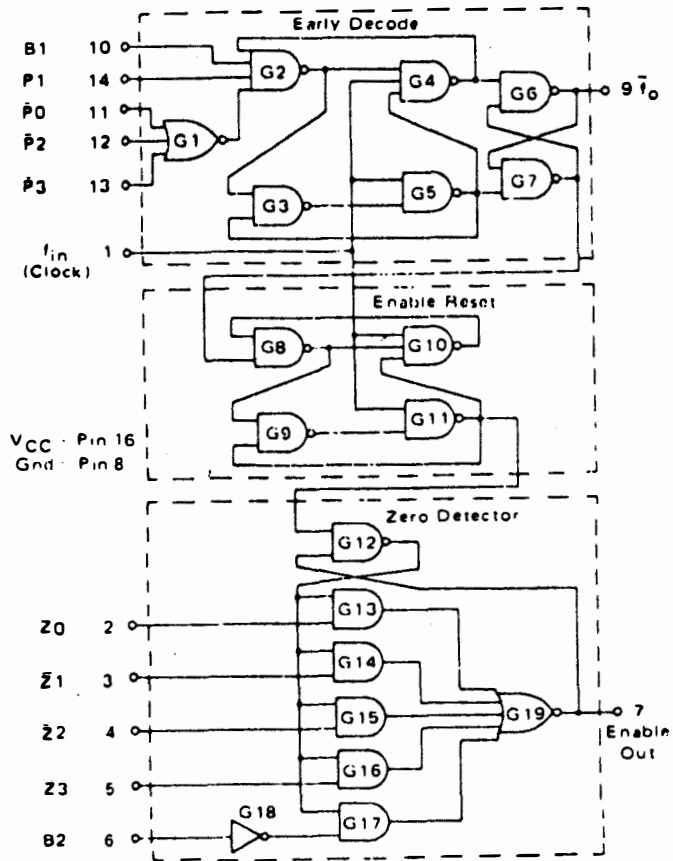 Early Decode
B1 10
P1 14
P̄0 11
P̄2 12
P̄3 13
G1
G2
G3
G4
G5
G6
G7
9 f̄o
fin 1
(Clock)
Enable Reset
G8
G9
G10
G11
VCC · Pin 16
Gnd · Pin 8
Zero Detector
G12
G13
G14
G15
G16
G17
G18
G19
Z0 2
Z̄1 3
Z̄2 4
Z3 5
B2 6
7
Enable
Out